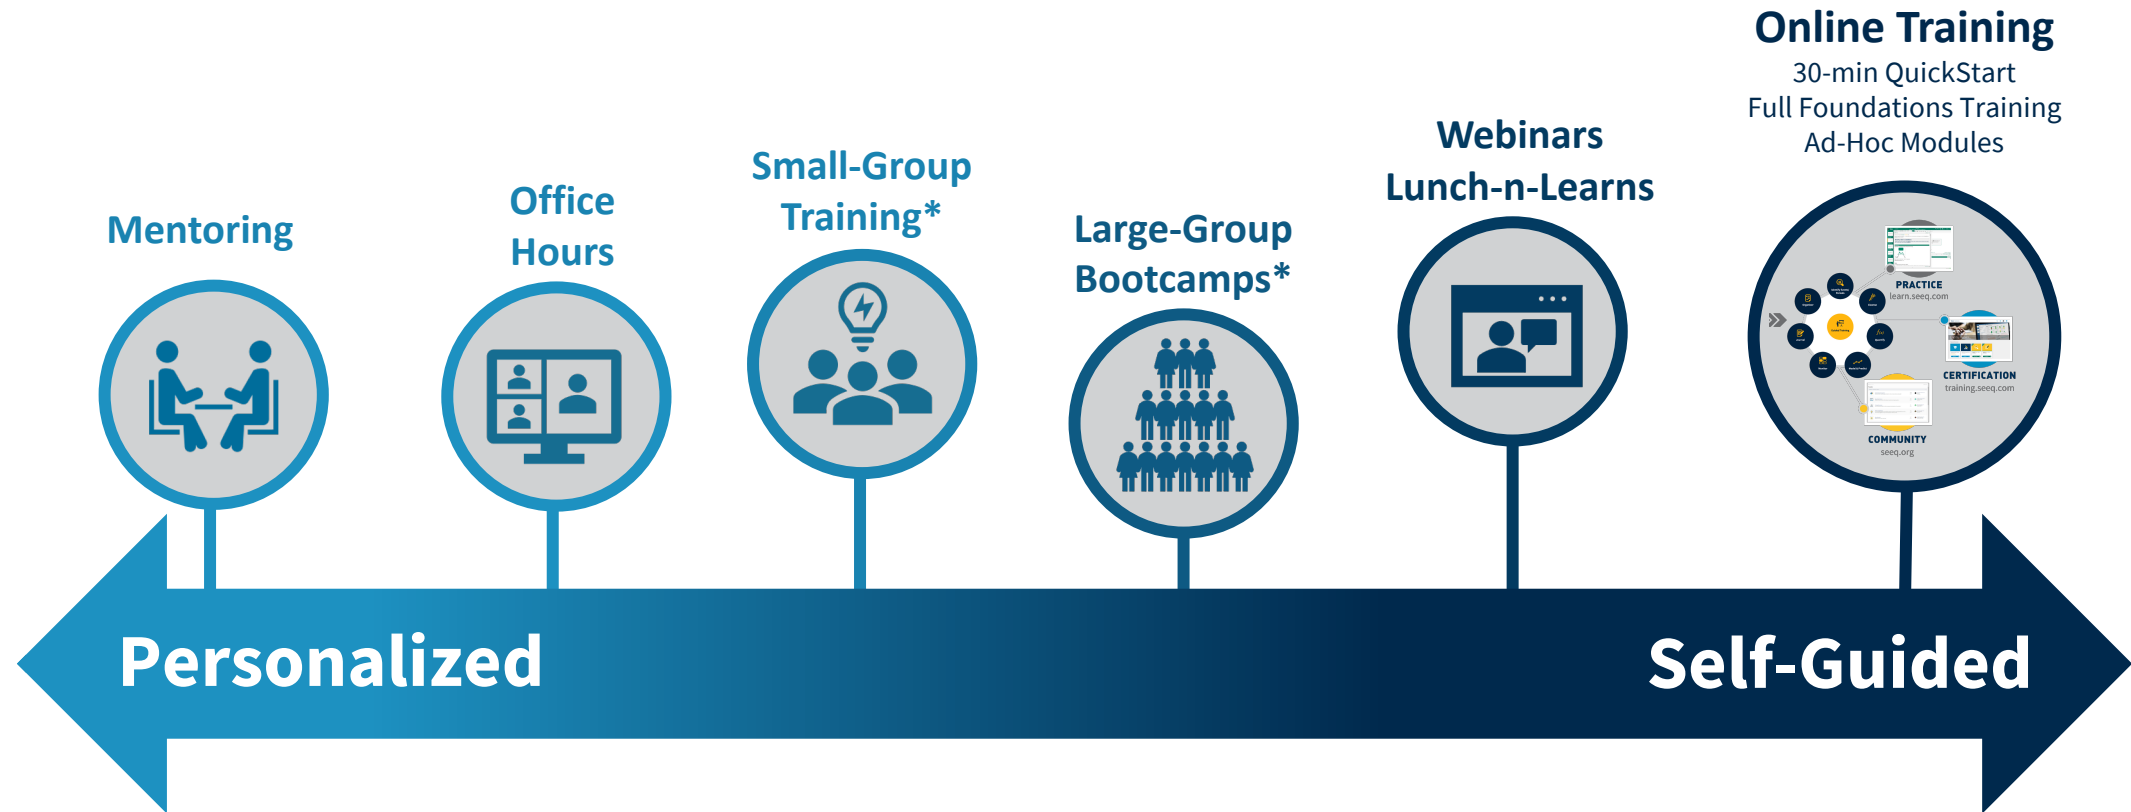 Mentoring
Office
Hours
Small-Group
Training*
Large-Group
Bootcamps*
Webinars
Lunch-n-Learns
Online Training
30-min QuickStart
Full Foundations Training
Ad-Hoc Modules
PRACTICE
learn.seeq.com
CERTIFICATION
training.seeq.com
COMMUNITY
seeq.org
Personalized
Self-Guided